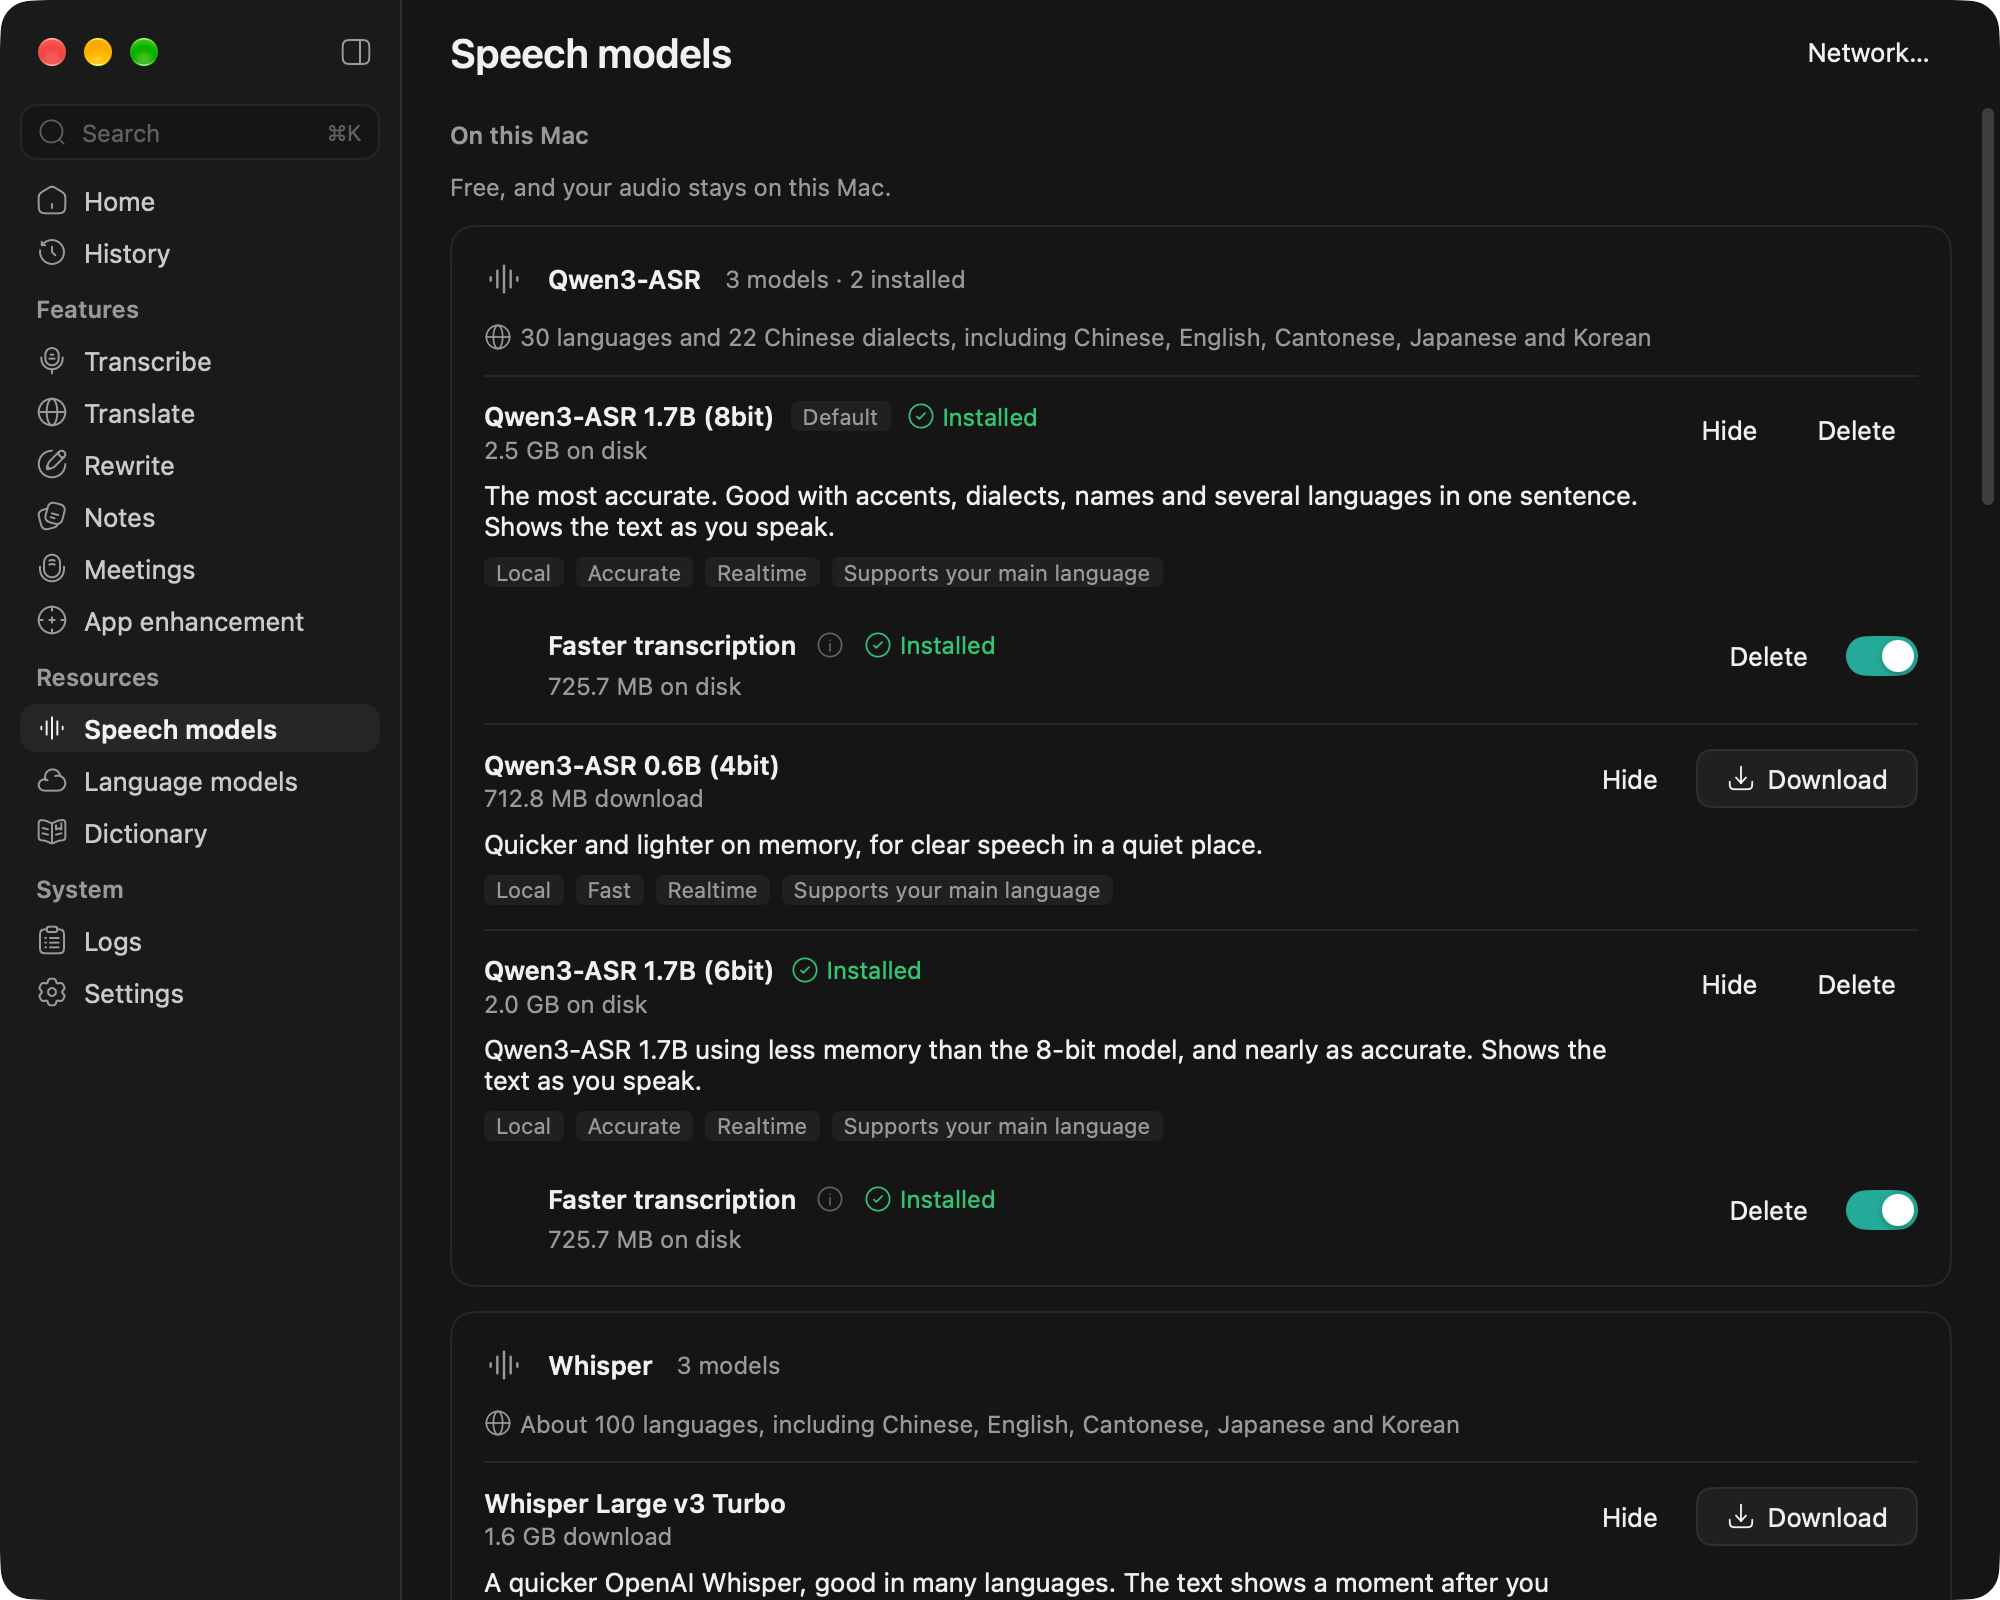 Search ⌘K
Home
History
Features
Transcribe
Translate
Rewrite
Notes
Meetings
App enhancement
Resources
Speech models
Language models
Dictionary
System
Logs
Settings
Speech models
Network...
On this Mac
Free, and your audio stays on this Mac.
Qwen3-ASR 3 models · 2 installed
30 languages and 22 Chinese dialects, including Chinese, English, Cantonese, Japanese and Korean
Qwen3-ASR 1.7B (8bit) Default Installed
Hide Delete
2.5 GB on disk
The most accurate. Good with accents, dialects, names and several languages in one sentence.
Shows the text as you speak.
Local Accurate Realtime Supports your main language
Faster transcription Installed
Delete
725.7 MB on disk
Qwen3-ASR 0.6B (4bit)
Hide Download
712.8 MB download
Quicker and lighter on memory, for clear speech in a quiet place.
Local Fast Realtime Supports your main language
Qwen3-ASR 1.7B (6bit) Installed
Hide Delete
2.0 GB on disk
Qwen3-ASR 1.7B using less memory than the 8-bit model, and nearly as accurate. Shows the
text as you speak.
Local Accurate Realtime Supports your main language
Faster transcription Installed
Delete
725.7 MB on disk
Whisper 3 models
About 100 languages, including Chinese, English, Cantonese, Japanese and Korean
Whisper Large v3 Turbo
Hide Download
1.6 GB download
A quicker OpenAI Whisper, good in many languages. The text shows a moment after you